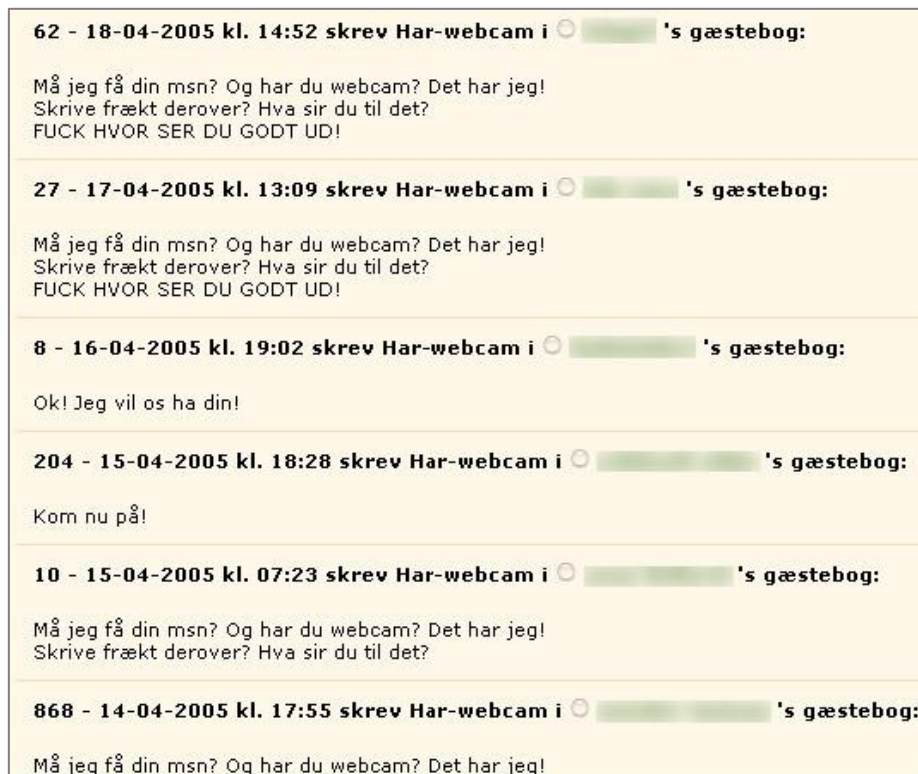 62 - 18-04-2005 kl. 14:52 skrev Har-webcam i 's gæstebog:
Må jeg få din msn? Og har du webcam? Det har jeg!
Skrive frækt derover? Hva sir du til det?
FUCK HVOR SER DU GODT UD!
27 - 17-04-2005 kl. 13:09 skrev Har-webcam i 's gæstebog:
Må jeg få din msn? Og har du webcam? Det har jeg!
Skrive frækt derover? Hva sir du til det?
FUCK HVOR SER DU GODT UD!
8 - 16-04-2005 kl. 19:02 skrev Har-webcam i 's gæstebog:
Ok! Jeg vil os ha din!
204 - 15-04-2005 kl. 18:28 skrev Har-webcam i 's gæstebog:
Kom nu på!
10 - 15-04-2005 kl. 07:23 skrev Har-webcam i 's gæstebog:
Må jeg få din msn? Og har du webcam? Det har jeg!
Skrive frækt derover? Hva sir du til det?
868 - 14-04-2005 kl. 17:55 skrev Har-webcam i 's gæstebog:
Må jeg få din msn? Og har du webcam? Det har jeg!